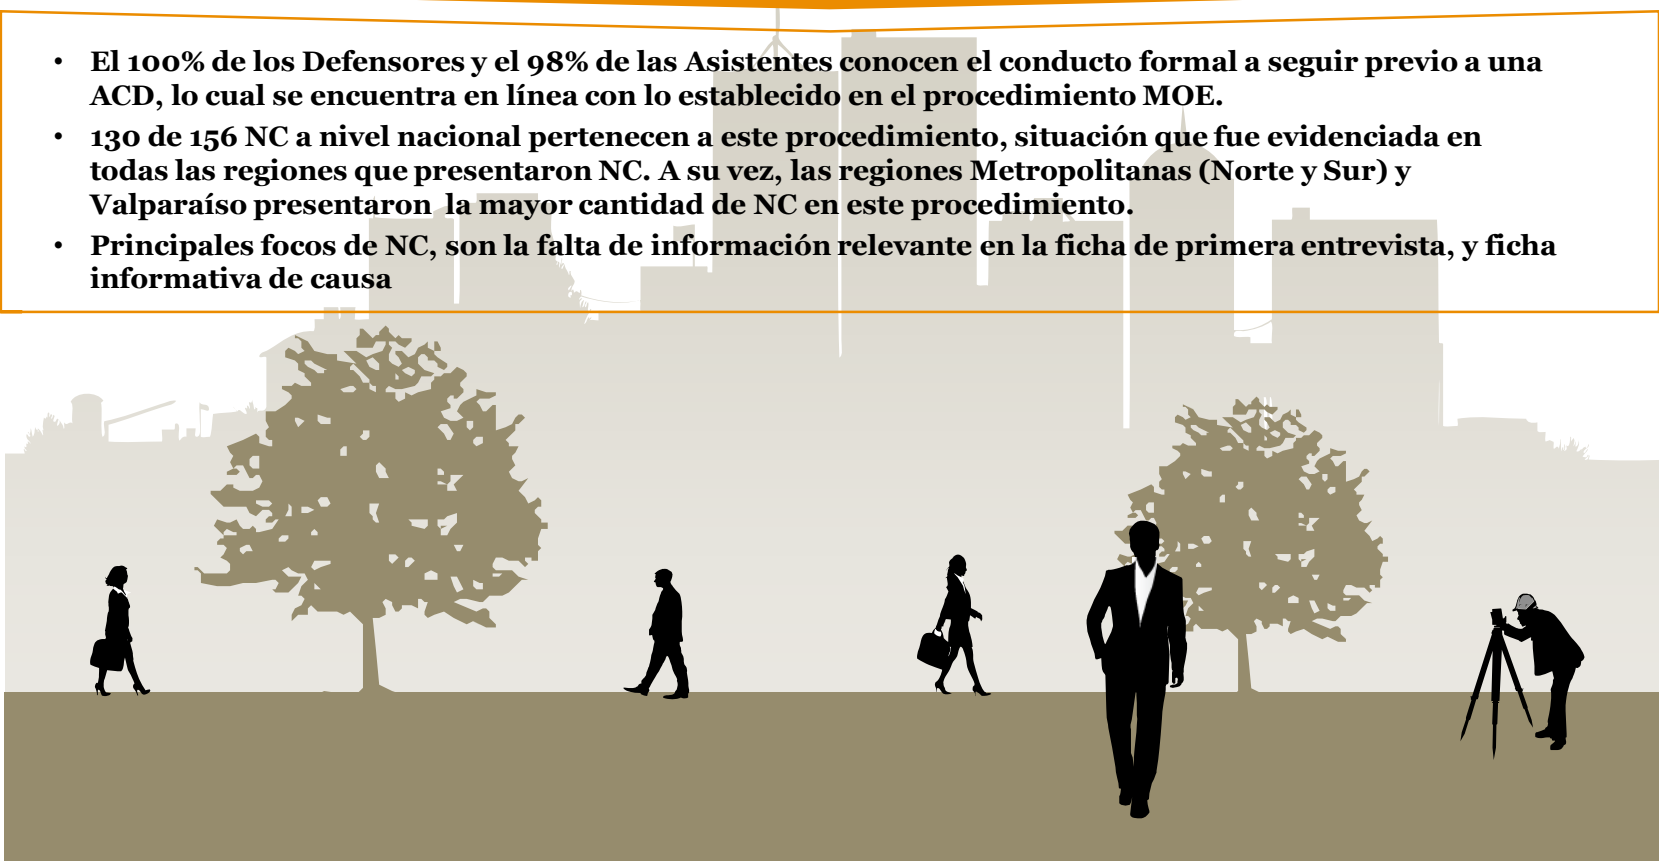 • El 100% de los Defensores y el 98% de las Asistentes conocen el conducto formal a seguir previo a una
ACD, lo cual se encuentra en línea con lo establecido en el procedimiento MOE.
• 130 de 156 NC a nivel nacional pertenecen a este procedimiento, situación que fue evidenciada en
todas las regiones que presentaron NC. A su vez, las regiones Metropolitanas (Norte y Sur) y
Valparaíso presentaron  la mayor cantidad de NC en este procedimiento.
• Principales focos de NC, son la falta de información relevante en la ficha de primera entrevista, y ficha
informativa de causa